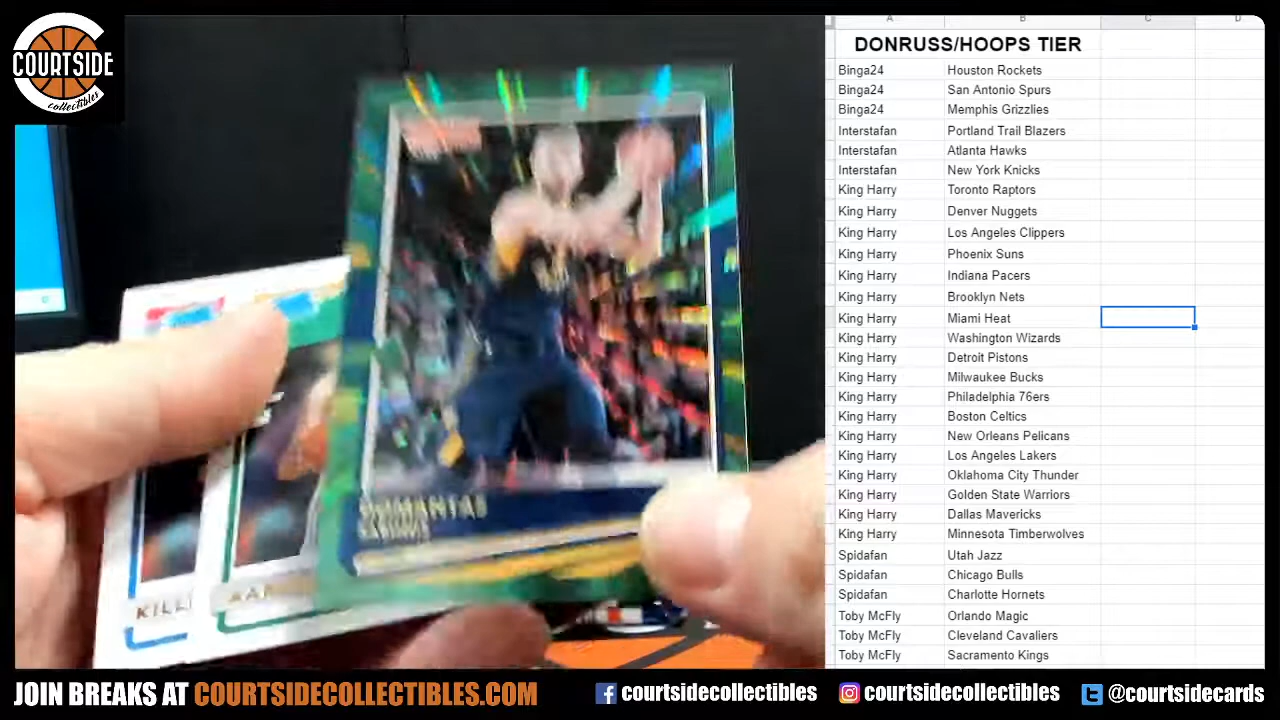 COURTSIDE
collectibles
KILLI
AAR
DONRUSS/HOOPS TIER
A B C D
Binga24 Houston Rockets
Binga24 San Antonio Spurs
Binga24 Memphis Grizzlies
Interstafan Portland Trail Blazers
Interstafan Atlanta Hawks
Interstafan New York Knicks
King Harry Toronto Raptors
King Harry Denver Nuggets
King Harry Los Angeles Clippers
King Harry Phoenix Suns
King Harry Indiana Pacers
King Harry Brooklyn Nets
King Harry Miami Heat
King Harry Washington Wizards
King Harry Detroit Pistons
King Harry Milwaukee Bucks
King Harry Philadelphia 76ers
King Harry Boston Celtics
King Harry New Orleans Pelicans
King Harry Los Angeles Lakers
King Harry Oklahoma City Thunder
King Harry Golden State Warriors
King Harry Dallas Mavericks
King Harry Minnesota Timberwolves
Spidafan Utah Jazz
Spidafan Chicago Bulls
Spidafan Charlotte Hornets
Toby McFly Orlando Magic
Toby McFly Cleveland Cavaliers
Toby McFly Sacramento Kings
JOIN BREAKS AT COURTSIDECOLLECTIBLES.COM courtsidecollectibles courtsidecollectibles @courtsidecards